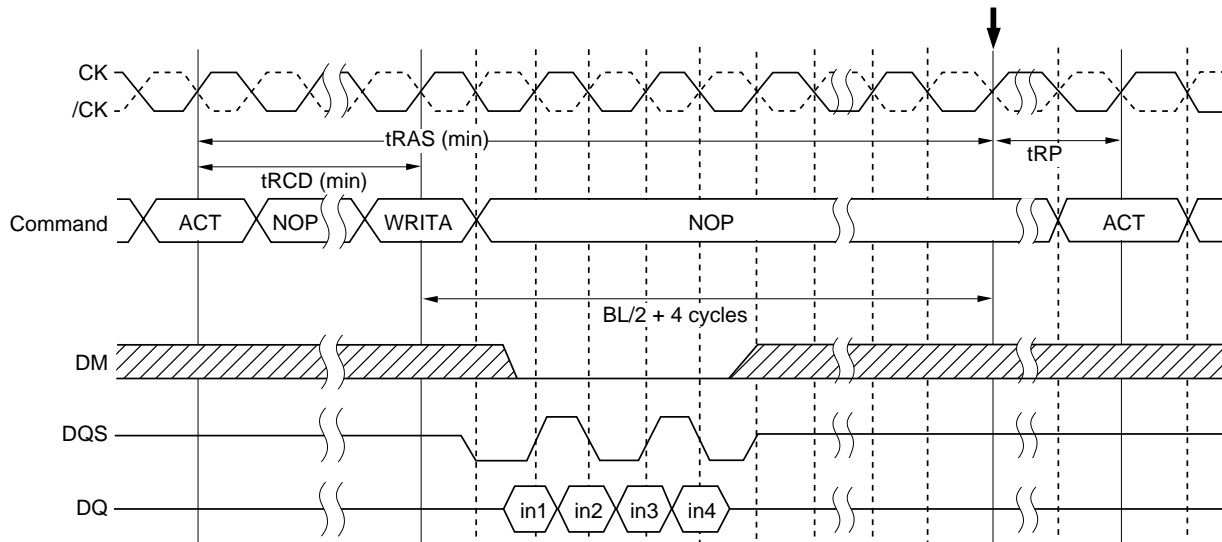 CK
/CK
tRAS (min)
tRP
tRCD (min)
Command ACT NOP WRITA NOP ACT
BL/2 + 4 cycles
DM
DQS
DQ in1 in2 in3 in4